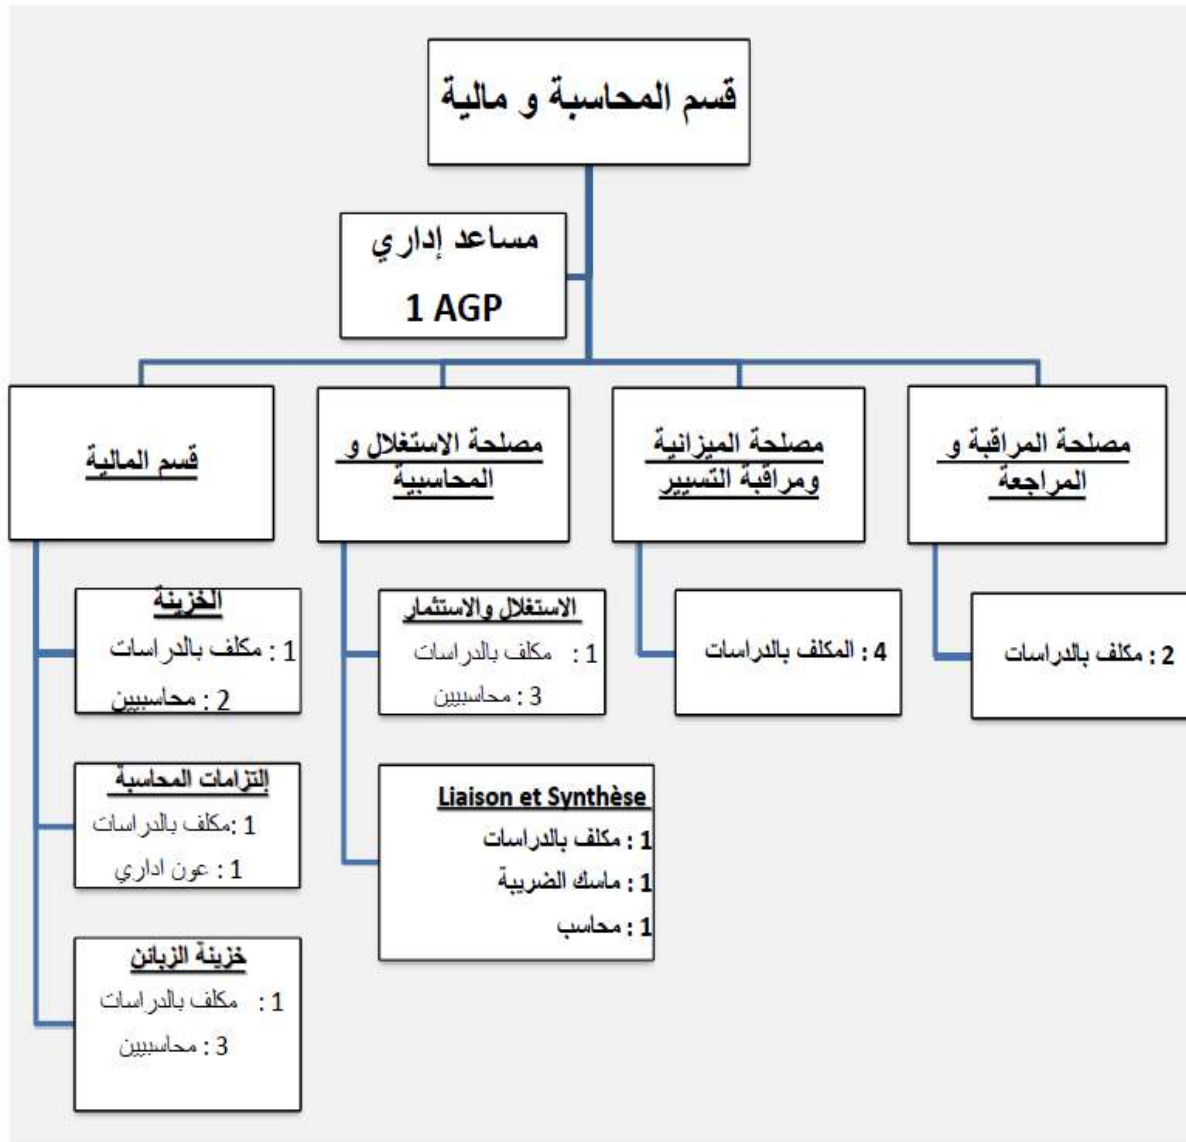 قسم المحاسبة و مالية
مساعد إداري
1 AGP
مصلحة المراقبة و
المراجعة
مصلحة الميزانية
ومراقبة التسيير
مصلحة الاستغلال و
المحاسبية
قسم المالية
2 : مكلف بالدراسات
4 : المكلف بالدراسات
الاستغلال والاستثمار
1 : مكلف بالدراسات
3 : محاسبيين
Liaison et Synthèse
1 : مكلف بالدراسات
1 : ماسك الضريبة
1 : محاسب
الخزينة
1 : مكلف بالدراسات
2 : محاسبيين
إلتزامات المحاسبة
1 :مكلف بالدراسات
1 : عون اداري
خزينة الزبائن
1 : مكلف بالدراسات
3 : محاسبيين